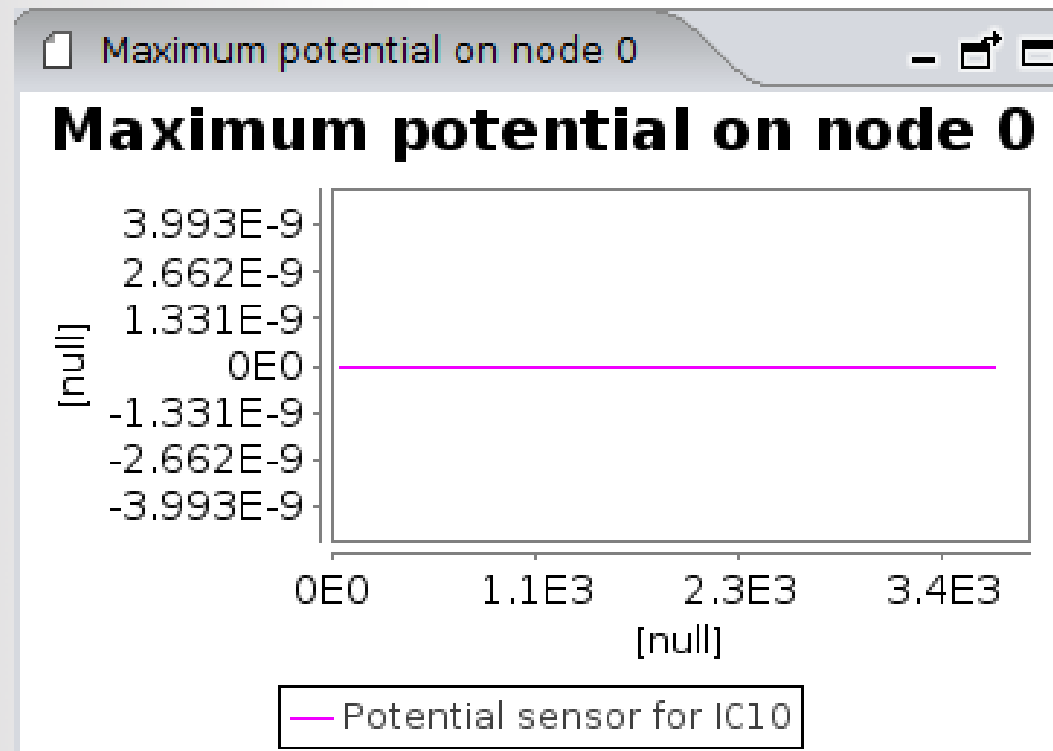 Maximum potential on node 0
Maximum potential on node 0
3.993E-9
2.662E-9
1.331E-9
0E0
-1.331E-9
-2.662E-9
-3.993E-9
[null]
0E0 1.1E3 2.3E3 3.4E3
[null]
Potential sensor for IC10